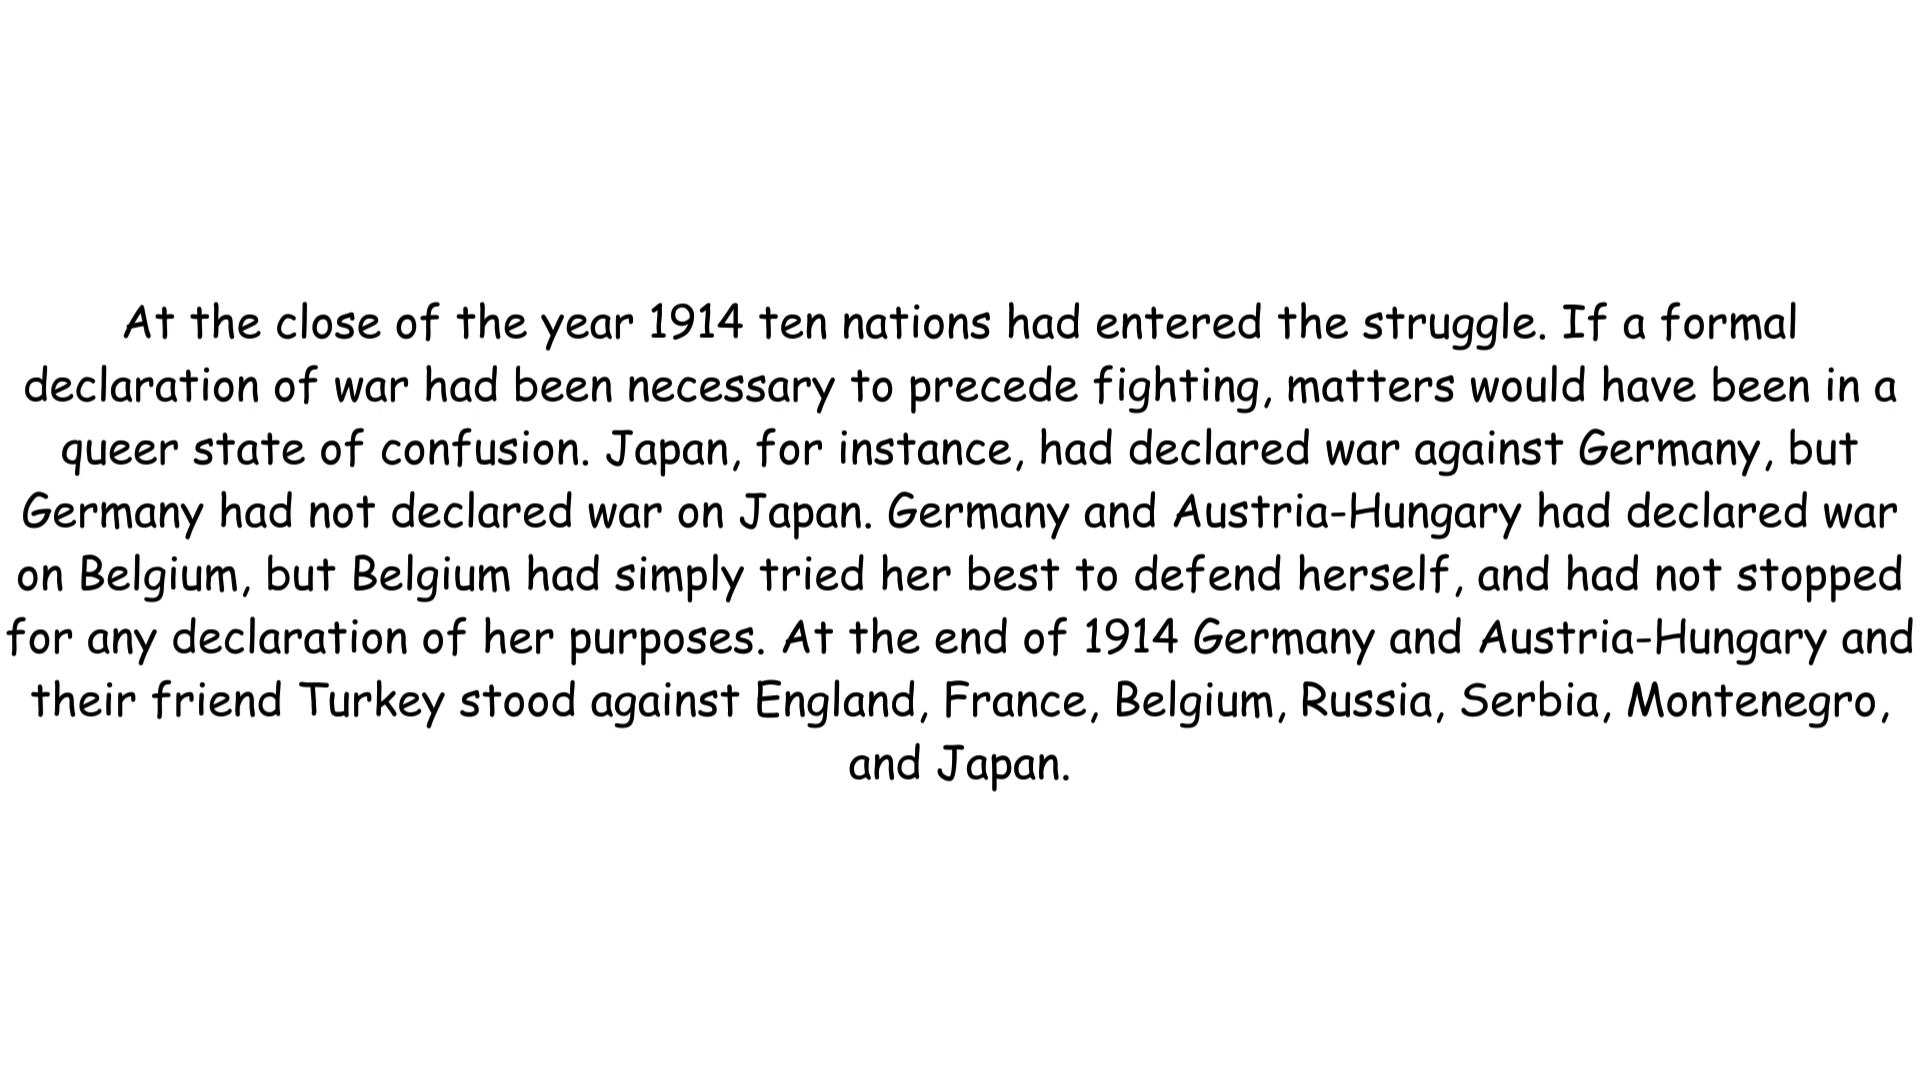 At the close of the year 1914 ten nations had entered the struggle. If a formal
declaration of war had been necessary to precede fighting, matters would have been in a
queer state of confusion. Japan, for instance, had declared war against Germany, but
Germany had not declared war on Japan. Germany and Austria-Hungary had declared war
on Belgium, but Belgium had simply tried her best to defend herself, and had not stopped
for any declaration of her purposes. At the end of 1914 Germany and Austria-Hungary and
their friend Turkey stood against England, France, Belgium, Russia, Serbia, Montenegro,
and Japan.